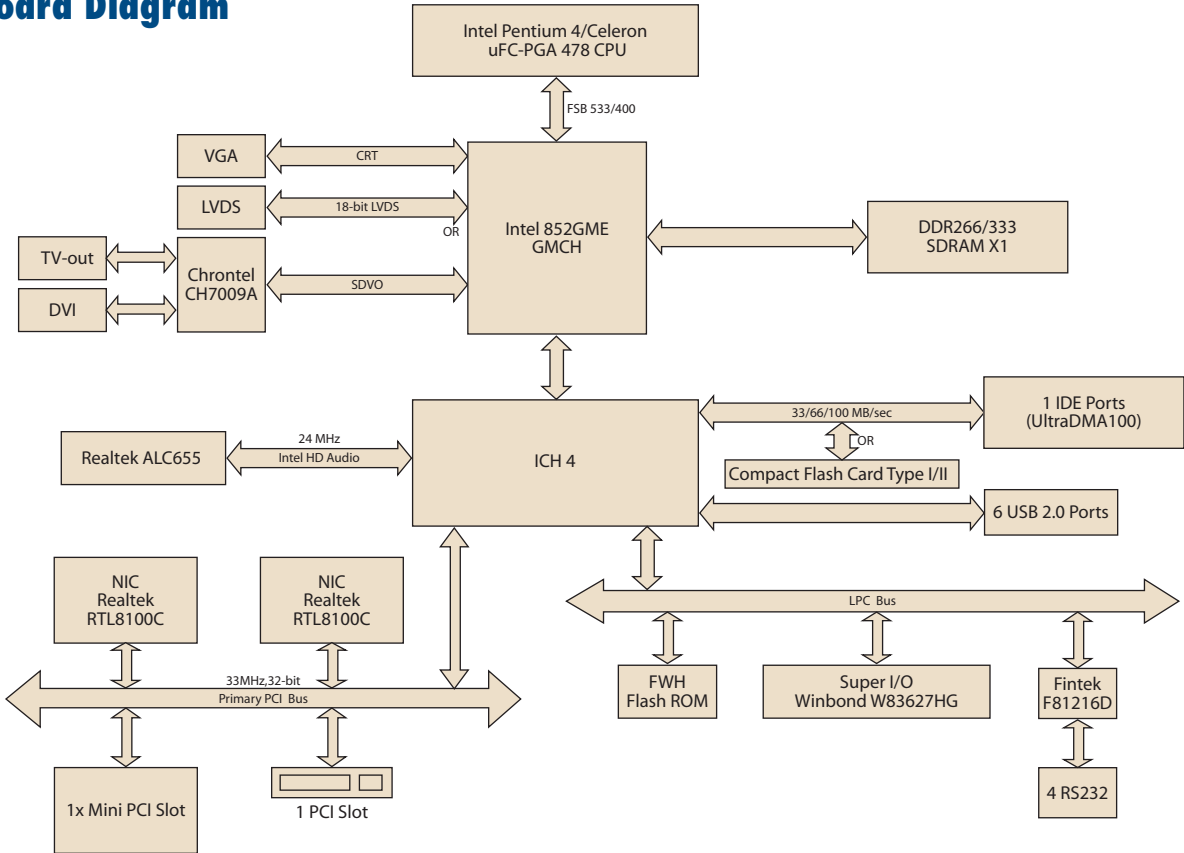 oard Diagram
Intel Pentium 4/Celeron
uFC-PGA 478 CPU
FSB 533/400
VGA
CRT
LVDS
18-bit LVDS
OR
Intel 852GME
GMCH
DDR266/333
SDRAM X1
TV-out
Chrontel
CH7009A
SDVO
DVI
33/66/100 MB/sec
1 IDE Ports
(UltraDMA100)
24 MHz
Realtek ALC655
Intel HD Audio
ICH 4
OR
Compact Flash Card Type I/II
6 USB 2.0 Ports
NIC
Realtek
RTL8100C
NIC
Realtek
RTL8100C
LPC Bus
33MHz,32-bit
Primary PCI Bus
FWH
Flash ROM
Super I/O
Winbond W83627HG
Fintek
F81216D
1x Mini PCI Slot
1 PCI Slot
4 RS232